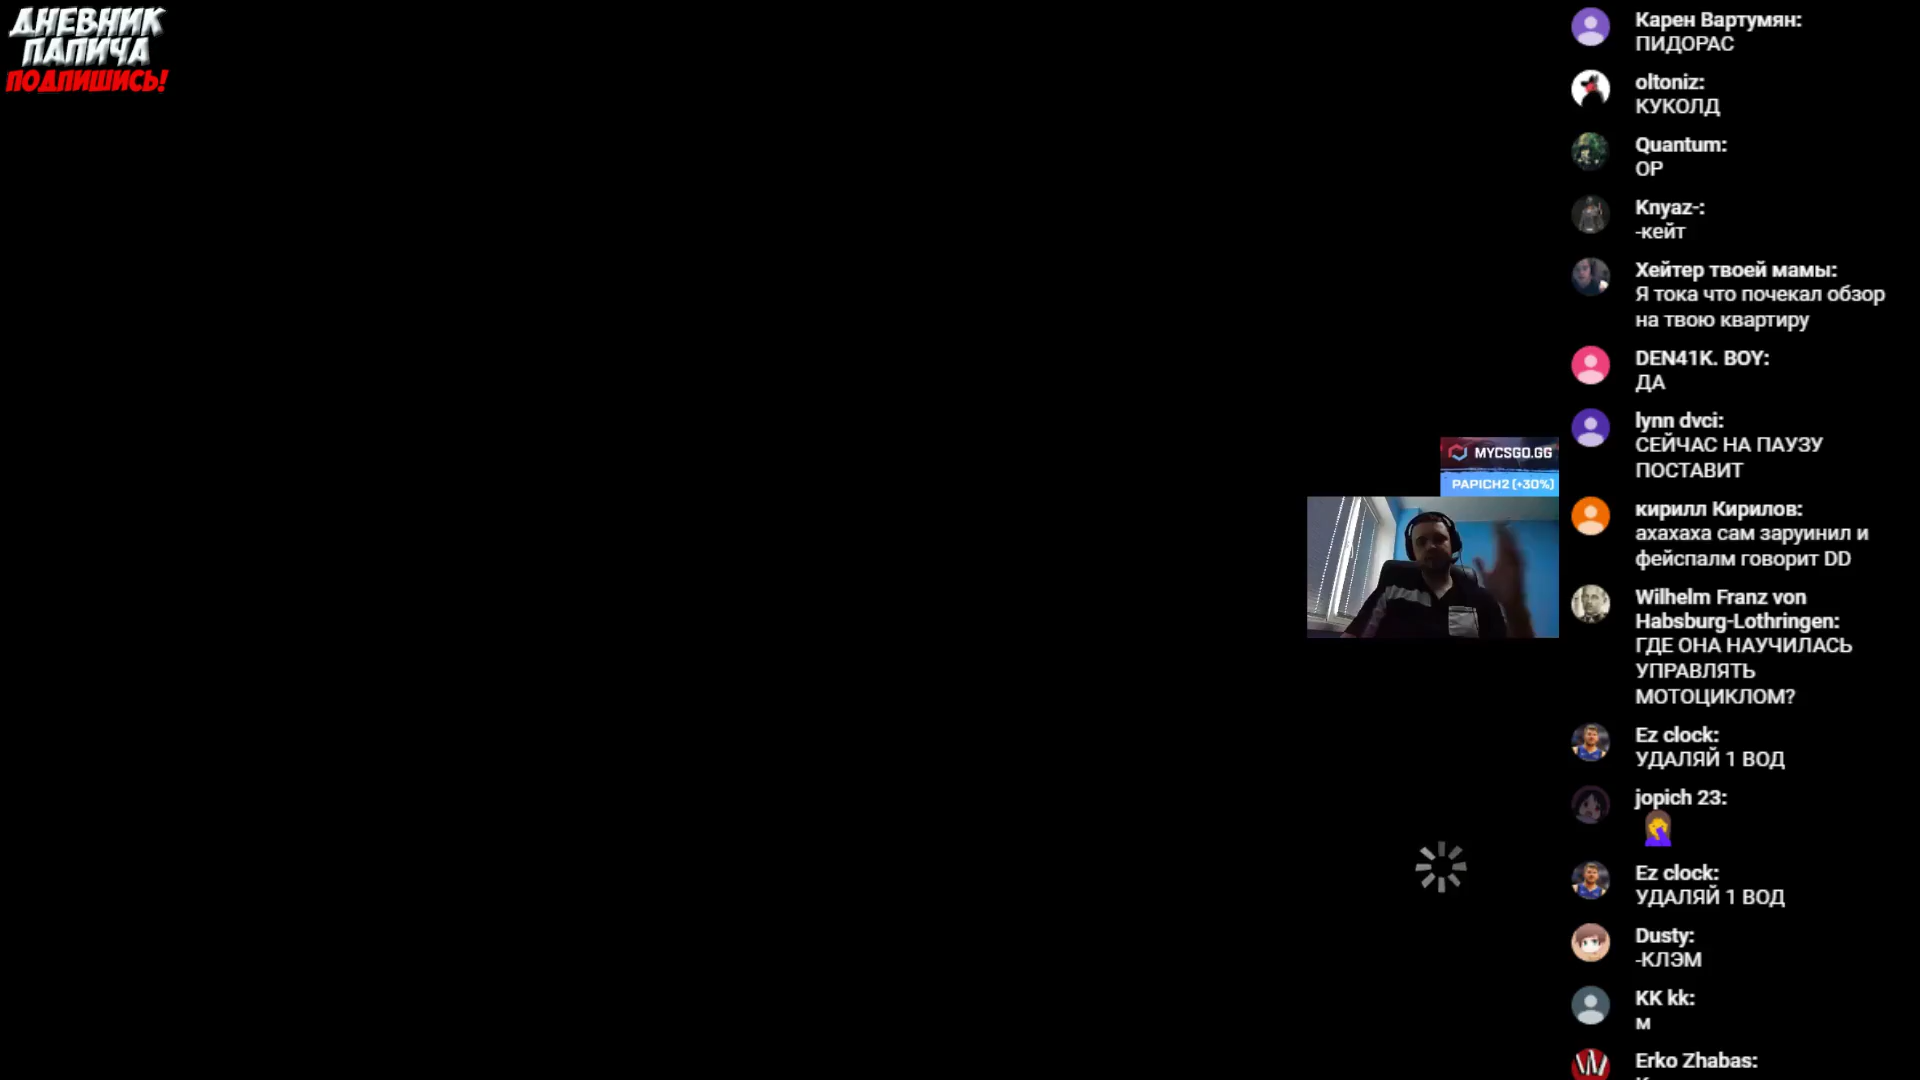 ДНЕВНИК
ПАПИЧА
ПОДПИШИСЬ!
Карен Вартумян:
ПИДОРАС
oltoniz:
КУКОЛД
Quantum:
ОР
Knyaz-:
-кейт
Хейтер твоей мамы:
Я тока что почекал обзор
на твою квартиру
DEN41K. BOY:
ДА
lynn dvci:
СЕЙЧАС НА ПАУЗУ
ПОСТАВИТ
MYCSGO.GG
PAPICH2 (+30%)
кирилл Кирилов:
ахахаха сам заруинил и
фейспалм говорит DD
Wilhelm Franz von
Habsburg-Lothringen:
ГДЕ ОНА НАУЧИЛАСЬ
УПРАВЛЯТЬ
МОТОЦИКЛОМ?
Ez clock:
УДАЛЯЙ 1 ВОД
jopich 23:
Ez clock:
УДАЛЯЙ 1 ВОД
Dusty:
-КЛЭМ
KK kk:
м
Erko Zhabas: